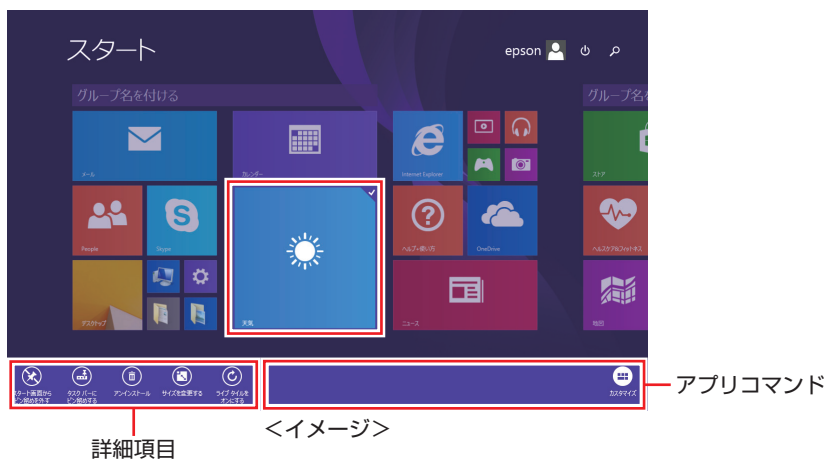 スタート
epson
グループ名を付ける
グループ名を
メール
カレンダー
Internet Explorer
ストア
People
Skype
ヘルプ+使い方
OneDrive
ヘルスケア&フィットネス
デスクトップ
天気
ニュース
地図
スタート画面から
ピン留めを外す
タスク バーに
ピン留めする
アンインストール
サイズを変更する
ライブ タイルを
オンにする
カスタマイズ
アプリコマンド
詳細項目
<イメージ>